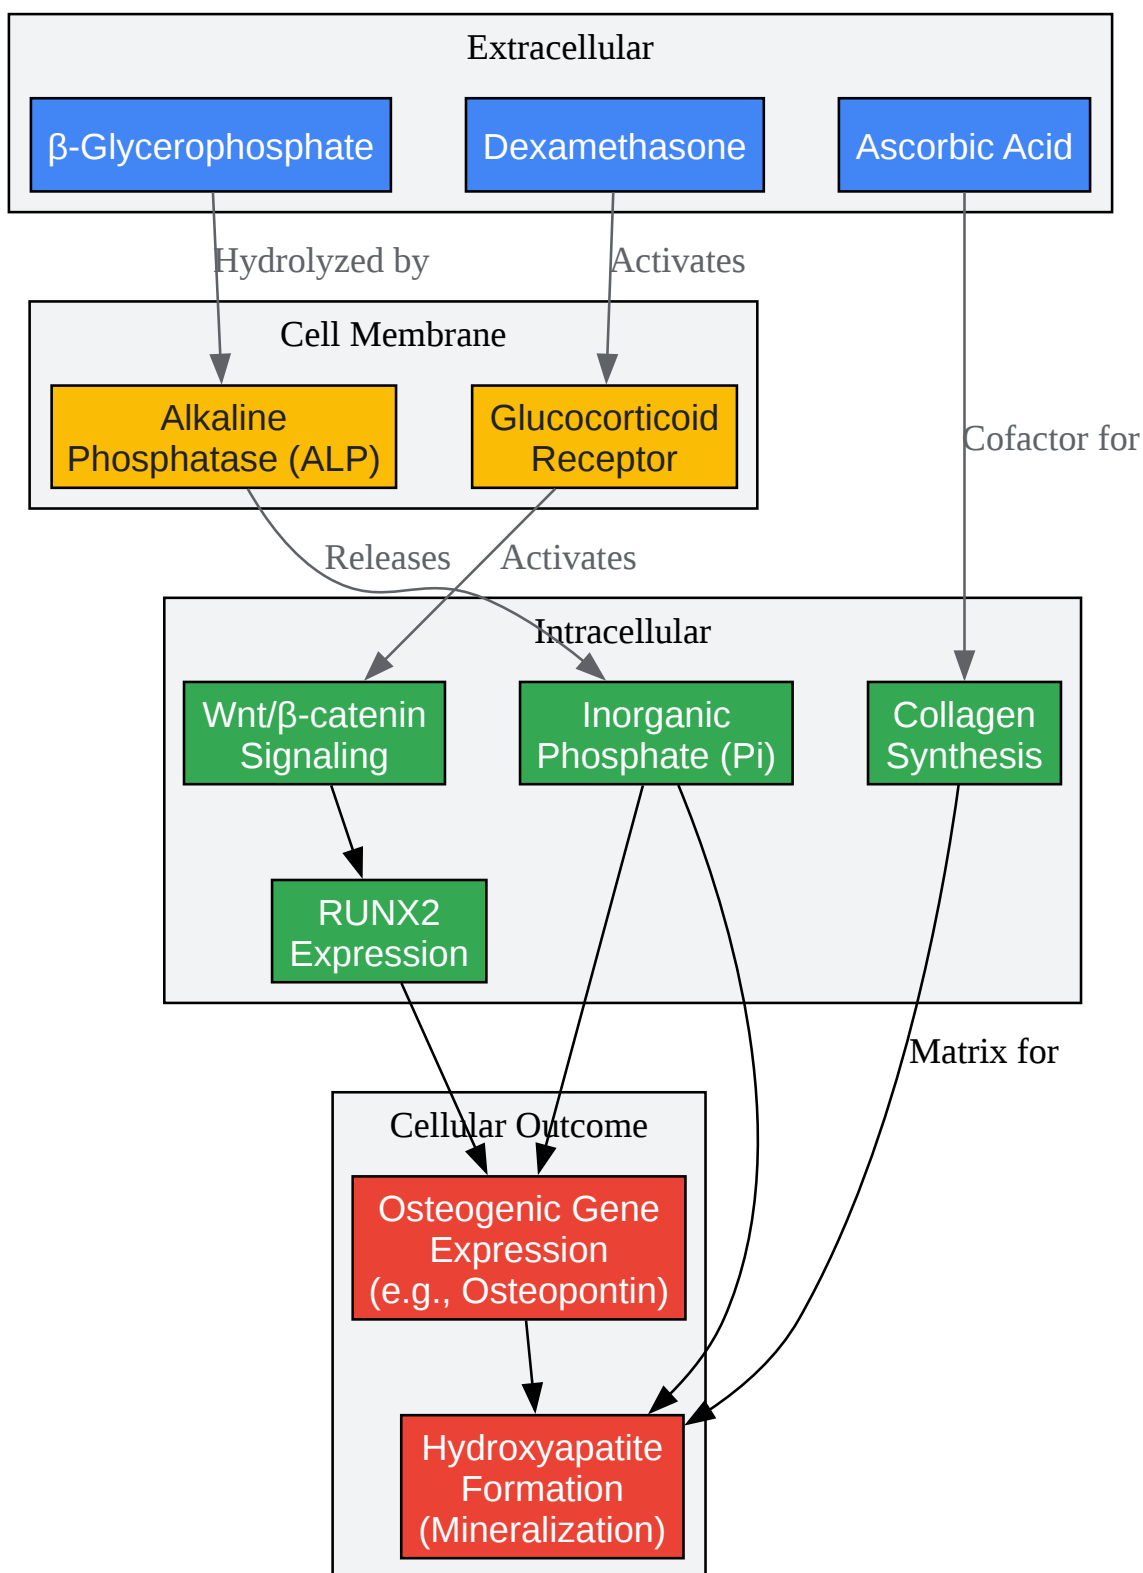 Extracellular
β-Glycerophosphate
Dexamethasone
Ascorbic Acid
Hydrolyzed by
Activates
Cell Membrane
Alkaline
Phosphatase (ALP)
Glucocorticoid
Receptor
Cofactor for
Releases
Activates
Intracellular
Wnt/β-catenin
Signaling
Inorganic
Phosphate (Pi)
Collagen
Synthesis
RUNX2
Expression
Matrix for
Cellular Outcome
Osteogenic Gene
Expression
(e.g., Osteopontin)
Hydroxyapatite
Formation
(Mineralization)